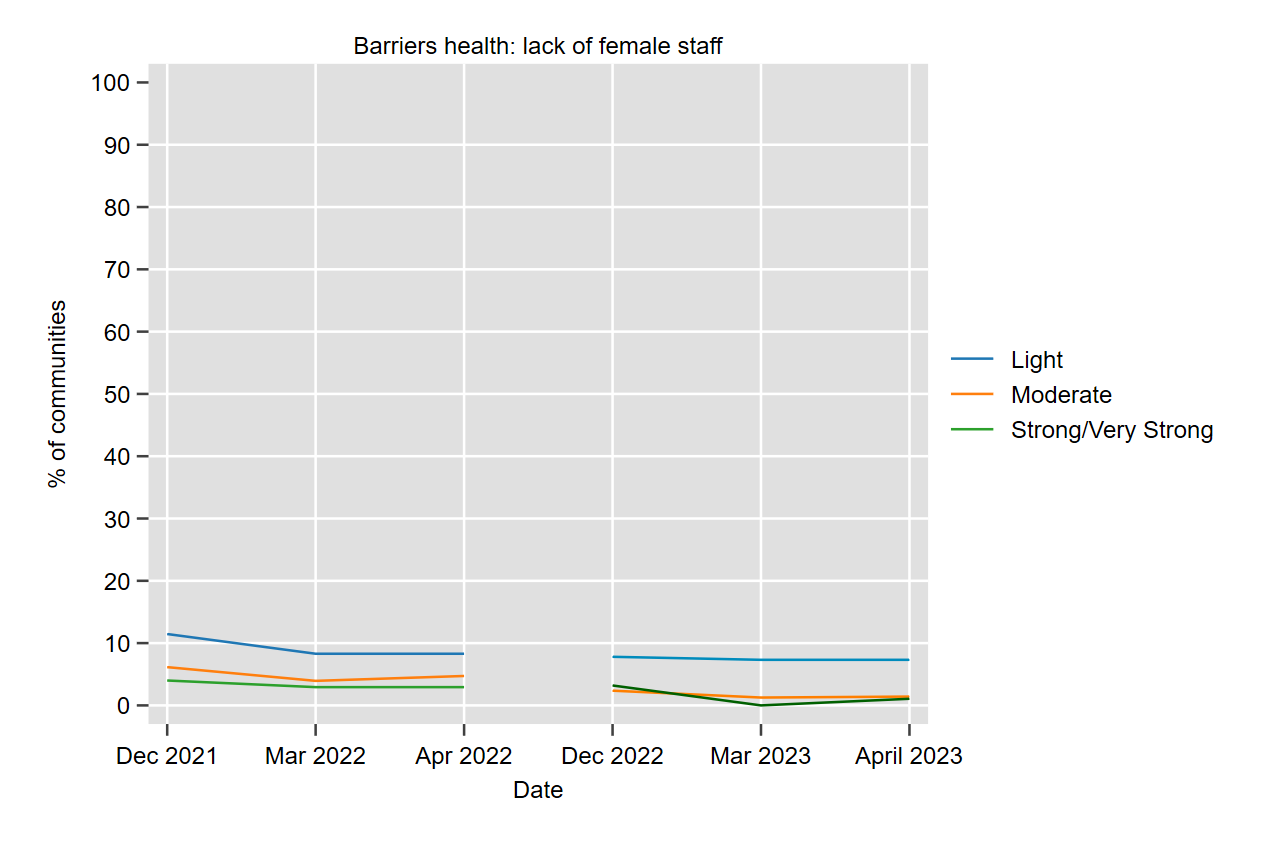 Barriers health: lack of female staff
100
90
80
70
60
50
40
30
20
10
0
% of communities
Dec 2021 Mar 2022 Apr 2022 Dec 2022 Mar 2023 April 2023
Date
Light
Moderate
Strong/Very Strong